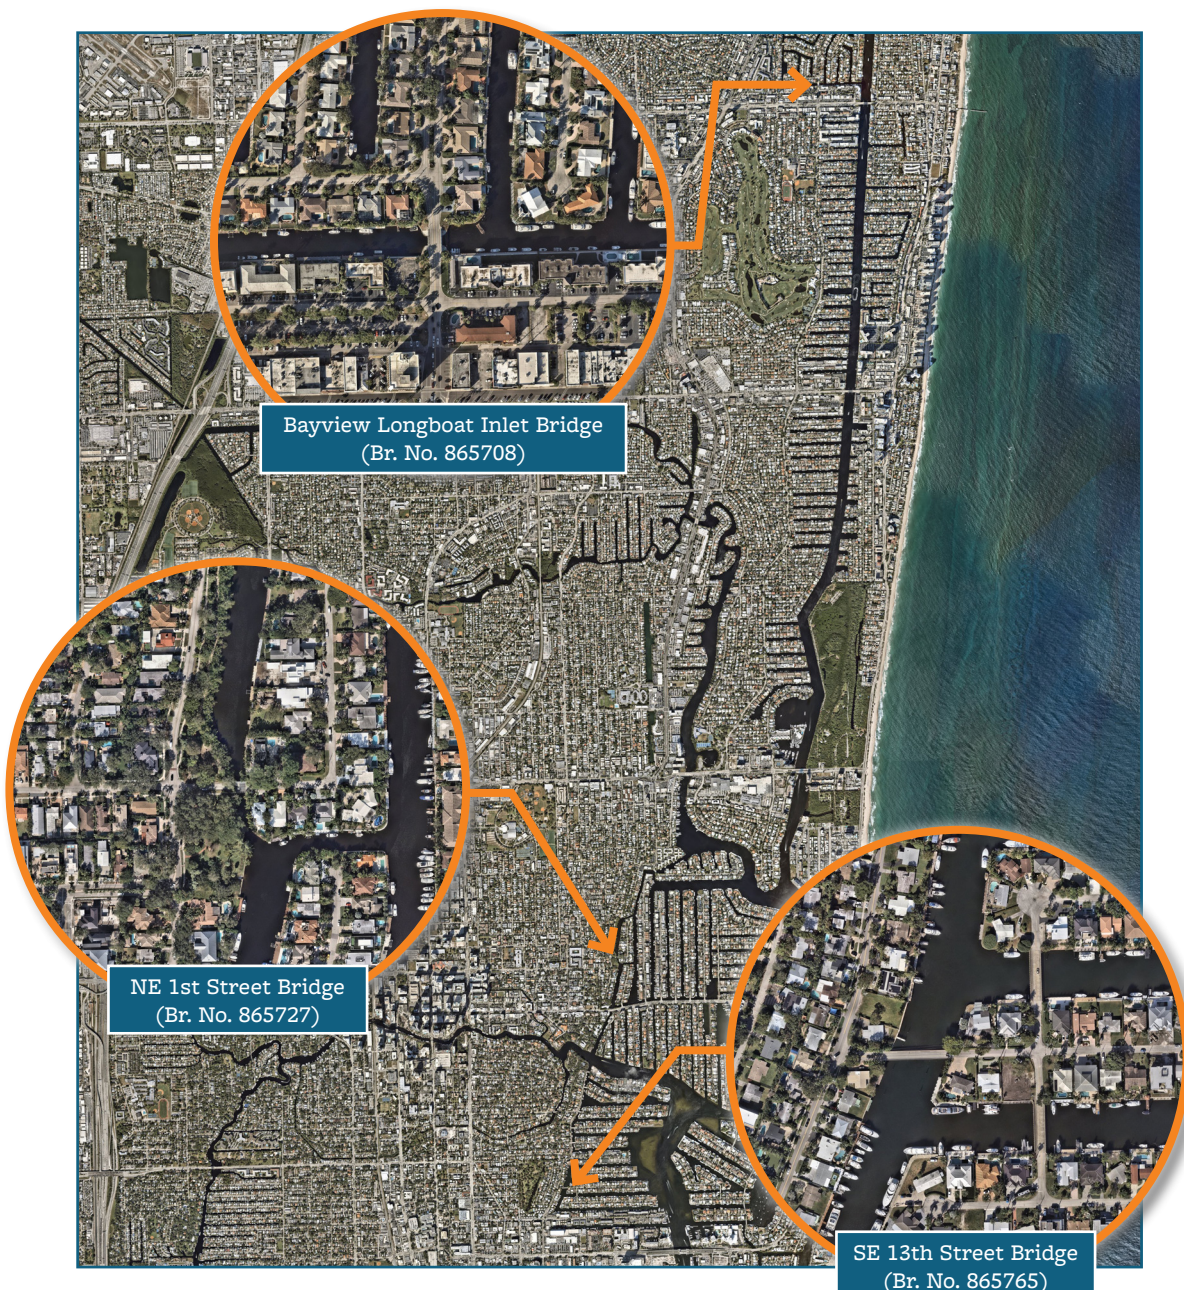 Bayview Longboat Inlet Bridge
(Br. No. 865708)
NE 1st Street Bridge
(Br. No. 865727)
SE 13th Street Bridge
(Br. No. 865765)